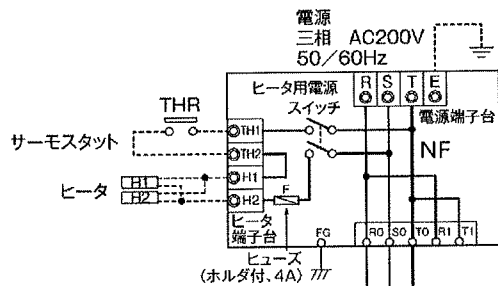 電源
三相 AC200V
50/60Hz
R S T E
ヒータ用電源
スイッチ
電源端子台
THR
サーモスタット
TH1
TH2
NF
ヒータ
H1
H2
H1
H2
F
ヒータ
端子台
FG
R0 S0 T0 R1 T1
ヒューズ
(ホルダ付、4A)